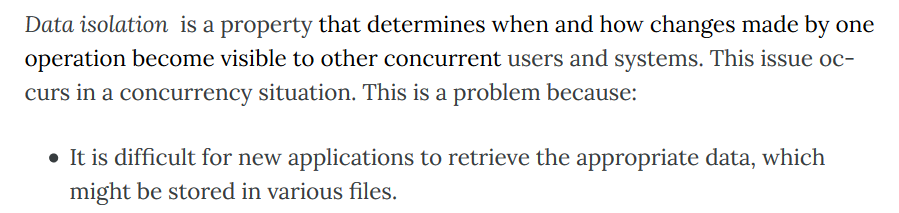 Data isolation is a property that determines when and how changes made by one
operation become visible to other concurrent users and systems. This issue oc-
curs in a concurrency situation. This is a problem because:
• It is difficult for new applications to retrieve the appropriate data, which
might be stored in various files.